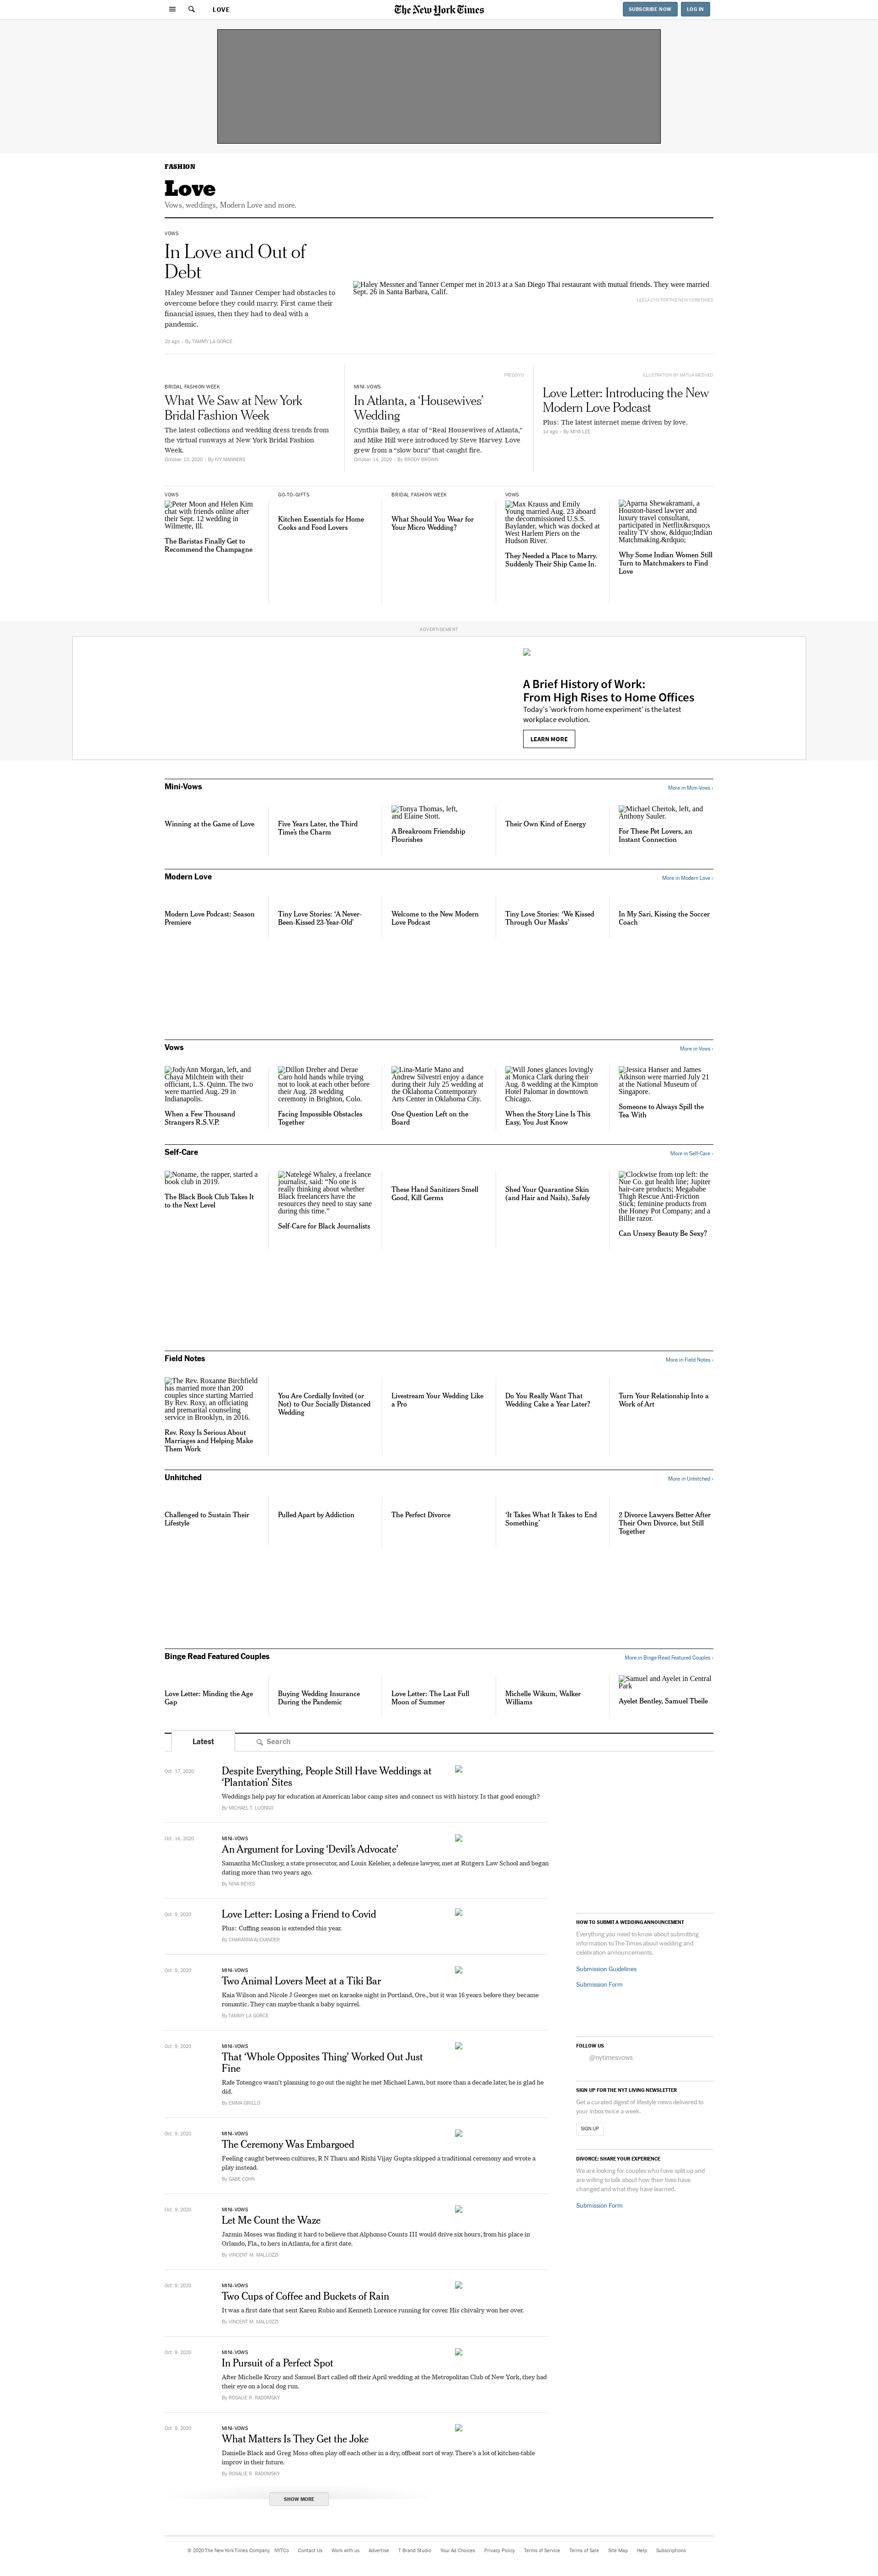 LOVE
The New York Times
SUBSCRIBE NOW
LOG IN
FASHION
Love
Vows, weddings, Modern Love and more.
VOWS
In Love and Out of
Debt
Haley Messner and Tanner Cemper had obstacles to
overcome before they could marry. First came their
financial issues, then they had to deal with a
pandemic.
2d ago · By TAMMY LA GORCE
Haley Messner and Tanner Cemper met in 2013 at a San Diego Thai restaurant with mutual friends. They were married
Sept. 26 in Santa Barbara, Calif.
BRIDAL FASHION WEEK
What We Saw at New York
Bridal Fashion Week
The latest collections and wedding dress trends from
the virtual runways at New York Bridal Fashion
Week.
October 13, 2020 · By IVY MANNERS
MINI-VOWS
In Atlanta, a ‘Housewives’
Wedding
Cynthia Bailey, a star of “Real Housewives of Atlanta,”
and Mike Hill were introduced by Steve Harvey. Love
grew from a “slow burn” that caught fire.
October 14, 2020 · By BRODY BROWN
ILLUSTRATION BY MATIJA MEDVED
Love Letter: Introducing the New
Modern Love Podcast
Plus: The latest internet meme driven by love.
1d ago · By MIYA LEE
VOWS
Peter Moon and Helen Kim
chat with friends online after
their Sept. 12 wedding in
Wilmette, Ill.
The Baristas Finally Get to
Recommend the Champagne
GO-TO-GIFTS
Kitchen Essentials for Home
Cooks and Food Lovers
BRIDAL FASHION WEEK
What Should You Wear for
Your Micro Wedding?
VOWS
Max Krauss and Emily
Young married Aug. 23 aboard
the decommissioned U.S.S.
Baylander, which was docked at
West Harlem Piers on the
Hudson River.
They Needed a Place to Marry.
Suddenly Their Ship Came In.
Aparna Shewakramani, a
Houston-based lawyer and
luxury travel consultant,
participated in Netflix&rsquo;s
reality TV show, &ldquo;Indian
Matchmaking.&rdquo;
Why Some Indian Women Still
Turn to Matchmakers to Find
Love
ADVERTISEMENT
A Brief History of Work:
From High Rises to Home Offices
Today's 'work from home experiment' is the latest
workplace evolution.
LEARN MORE
Mini-Vows
More in Mini-Vows ›
Winning at the Game of Love
Five Years Later, the Third
Time’s the Charm
Tonya Thomas, left,
and Elaine Stott.
A Breakroom Friendship
Flourishes
Their Own Kind of Energy
Michael Chertok, left, and
Anthony Sauler.
For These Pet Lovers, an
Instant Connection
Modern Love
More in Modern Love ›
Modern Love Podcast: Season
Premiere
Tiny Love Stories: ‘A Never-
Been-Kissed 23-Year-Old’
Welcome to the New Modern
Love Podcast
Tiny Love Stories: ‘We Kissed
Through Our Masks’
In My Sari, Kissing the Soccer
Coach
Vows
More in Vows ›
JodyAnn Morgan, left, and
Chaya Milchtein with their
officiant, L.S. Quinn. The two
were married Aug. 29 in
Indianapolis.
When a Few Thousand
Strangers R.S.V.P.
Dillon Dreher and Derae
Caro hold hands while trying
not to look at each other before
their Aug. 28 wedding
ceremony in Brighton, Colo.
Facing Impossible Obstacles
Together
Lina-Marie Mano and
Andrew Silvestri enjoy a dance
during their July 25 wedding at
the Oklahoma Contemporary
Arts Center in Oklahoma City.
One Question Left on the
Board
Will Jones glances lovingly
at Monica Clark during their
Aug. 8 wedding at the Kimpton
Hotel Palomar in downtown
Chicago.
When the Story Line Is This
Easy, You Just Know
Jessica Hanser and James
Atkinson were married July 21
at the National Museum of
Singapore.
Someone to Always Spill the
Tea With
Self-Care
More in Self-Care ›
Noname, the rapper, started a
book club in 2019.
The Black Book Club Takes It
to the Next Level
Natelegé Whaley, a freelance
journalist, said: “No one is
really thinking about whether
Black freelancers have the
resources they need to stay sane
during this time.”
Self-Care for Black Journalists
These Hand Sanitizers Smell
Good, Kill Germs
Shed Your Quarantine Skin
(and Hair and Nails), Safely
Clockwise from top left: the
Nue Co. gut health line; Jupiter
hair-care products; Megababe
Thigh Rescue Anti-Friction
Stick; feminine products from
the Honey Pot Company; and a
Billie razor.
Can Unsexy Beauty Be Sexy?
Field Notes
More in Field Notes ›
The Rev. Roxanne Birchfield
has married more than 200
couples since starting Married
By Rev. Roxy, an officiating
and premarital counseling
service in Brooklyn, in 2016.
Rev. Roxy Is Serious About
Marriages and Helping Make
Them Work
You Are Cordially Invited (or
Not) to Our Socially Distanced
Wedding
Livestream Your Wedding Like
a Pro
Do You Really Want That
Wedding Cake a Year Later?
Turn Your Relationship Into a
Work of Art
Unhitched
More in Unhitched ›
Challenged to Sustain Their
Lifestyle
Pulled Apart by Addiction
The Perfect Divorce
‘It Takes What It Takes to End
Something’
2 Divorce Lawyers Better After
Their Own Divorce, but Still
Together
Binge Read Featured Couples
More in Binge Read Featured Couples ›
Love Letter: Minding the Age
Gap
Buying Wedding Insurance
During the Pandemic
Love Letter: The Last Full
Moon of Summer
Michelle Wikum, Walker
Williams
Samuel and Ayelet in Central
Park
Ayelet Bentley, Samuel Tbeile
Latest
Search
Oct. 17, 2020
Despite Everything, People Still Have Weddings at
‘Plantation’ Sites
Weddings help pay for education at American labor camp sites and connect us with history. Is that good enough?
By MICHAEL T. LUONGO
Oct. 16, 2020
MINI-VOWS
An Argument for Loving ‘Devil’s Advocate’
Samantha McCluskey, a state prosecutor, and Louis Keleher, a defense lawyer, met at Rutgers Law School and began
dating more than two years ago.
By NINA REYES
Oct. 9, 2020
Love Letter: Losing a Friend to Covid
Plus: Cuffing season is extended this year.
By CHARANNA ALEXANDER
Oct. 9, 2020
MINI-VOWS
Two Animal Lovers Meet at a Tiki Bar
Kaia Wilson and Nicole J Georges met on karaoke night in Portland, Ore., but it was 16 years before they became
romantic. They can maybe thank a baby squirrel.
By TAMMY LA GORCE
Oct. 9, 2020
MINI-VOWS
That ‘Whole Opposites Thing’ Worked Out Just
Fine
Rafe Totengco wasn’t planning to go out the night he met Michael Lawn, but more than a decade later, he is glad he
did.
By EMMA GRILLO
Oct. 9, 2020
MINI-VOWS
The Ceremony Was Embargoed
Feeling caught between cultures, R N Tharu and Rishi Vijay Gupta skipped a traditional ceremony and wrote a
play instead.
By GABE COHN
Oct. 9, 2020
MINI-VOWS
Let Me Count the Waze
Jazmin Moses was finding it hard to believe that Alphonso Counts III would drive six hours, from his place in
Orlando, Fla., to hers in Atlanta, for a first date.
By VINCENT M. MALLOZZI
Oct. 9, 2020
MINI-VOWS
Two Cups of Coffee and Buckets of Rain
It was a first date that sent Karen Rubio and Kenneth Lorence running for cover. His chivalry won her over.
By VINCENT M. MALLOZZI
Oct. 9, 2020
MINI-VOWS
In Pursuit of a Perfect Spot
After Michelle Krozy and Samuel Bart called off their April wedding at the Metropolitan Club of New York, they had
their eye on a local dog run.
By ROSALIE R. RADOMSKY
Oct. 9, 2020
MINI-VOWS
What Matters Is They Get the Joke
Danielle Black and Greg Moss often play off each other in a dry, offbeat sort of way. There’s a lot of kitchen-table
improv in their future.
By ROSALIE R. RADOMSKY
SHOW MORE
HOW TO SUBMIT A WEDDING ANNOUNCEMENT
Everything you need to know about submitting
information to The Times about wedding and
celebration announcements.
Submission Guidelines
Submission Form
FOLLOW US
@nytimesvows
SIGN UP FOR THE NYT LIVING NEWSLETTER
Get a curated digest of lifestyle news delivered to
your inbox twice a week.
SIGN UP
DIVORCE: SHARE YOUR EXPERIENCE
We are looking for couples who have split up and
are willing to talk about how their lives have
changed and what they have learned.
Submission Form
© 2020 The New York Times Company
NYTCo
Contact Us
Work with us
Advertise
T Brand Studio
Your Ad Choices
Privacy Policy
Terms of Service
Terms of Sale
Site Map
Help
Subscriptions